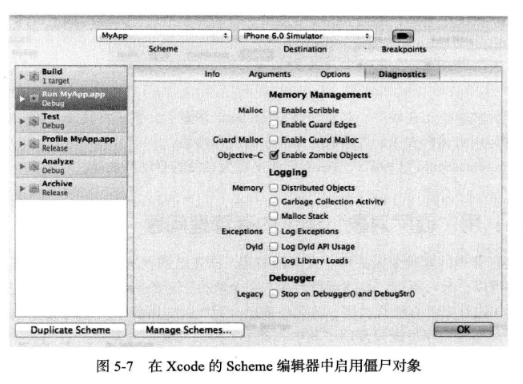 MyApp iPhone 6.0 Simulator
Scheme Destination Breakpoints
Build
1 target
Run MyApp.app
Debug
Test
Debug
Profile MyApp.app
Release
Analyze
Debug
Archive
Release
Info Arguments Options Diagnostics
Memory Management
Malloc Enable Scribble
Enable Guard Edges
Guard Malloc Enable Guard Malloc
Objective-C Enable Zombie Objects
Logging
Memory Distributed Objects
Garbage Collection Activity
Malloc Stack
Exceptions Log Exceptions
Dyld Log Dyld API Usage
Log Library Loads
Debugger
Legacy Stop on Debugger() and DebugStr()
Duplicate Scheme Manage Schemes... OK
图 5-7 在 Xcode 的 Scheme 编辑器中启用僵尸对象